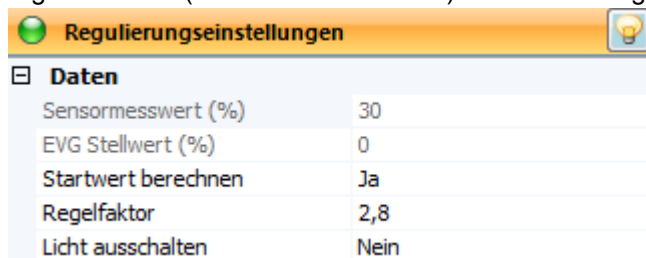 Regulierungseinstellungen
Daten
Sensormesswert (%) 30
EVG Stellwert (%) 0
Startwert berechnen Ja
Regelfaktor 2,8
Licht ausschalten Nein